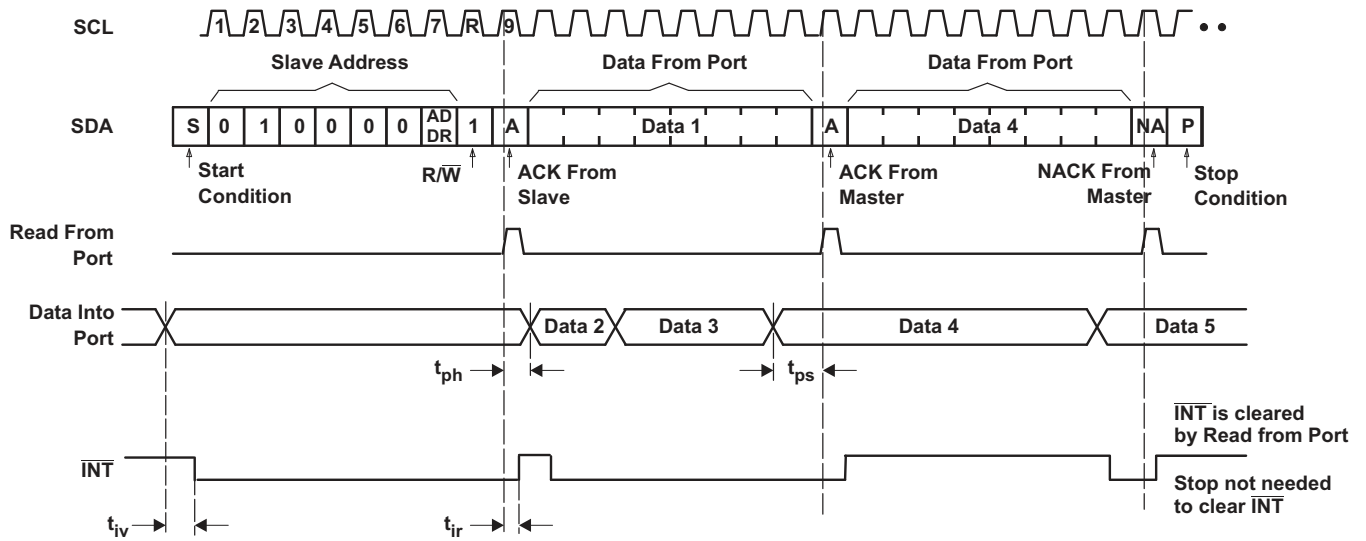 SCL
1 2 3 4 5 6 7 R 9
Slave Address
Data From Port
Data From Port
SDA
S 0 1 0 0 0 0 AD DR 1 A Data 1 A Data 4 NA P
Start
Condition
R/W̅
ACK From
Slave
ACK From
Master
NACK From
Master
Stop
Condition
Read From
Port
Data Into
Port
Data 2 Data 3 Data 4 Data 5
tph
tps
I̅N̅T̅ is cleared
by Read from Port
I̅N̅T̅
Stop not needed
to clear I̅N̅T̅
tiv
tir